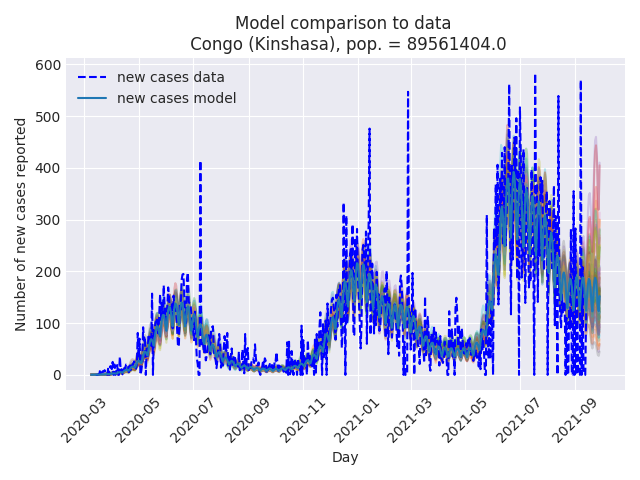 Model comparison to data
Congo (Kinshasa), pop. = 89561404.0
new cases data
new cases model
Number of new cases reported
600
500
400
300
200
100
0
2020-03
2020-05
2020-07
2020-09
2020-11
2021-01
2021-03
2021-05
2021-07
2021-09
Day